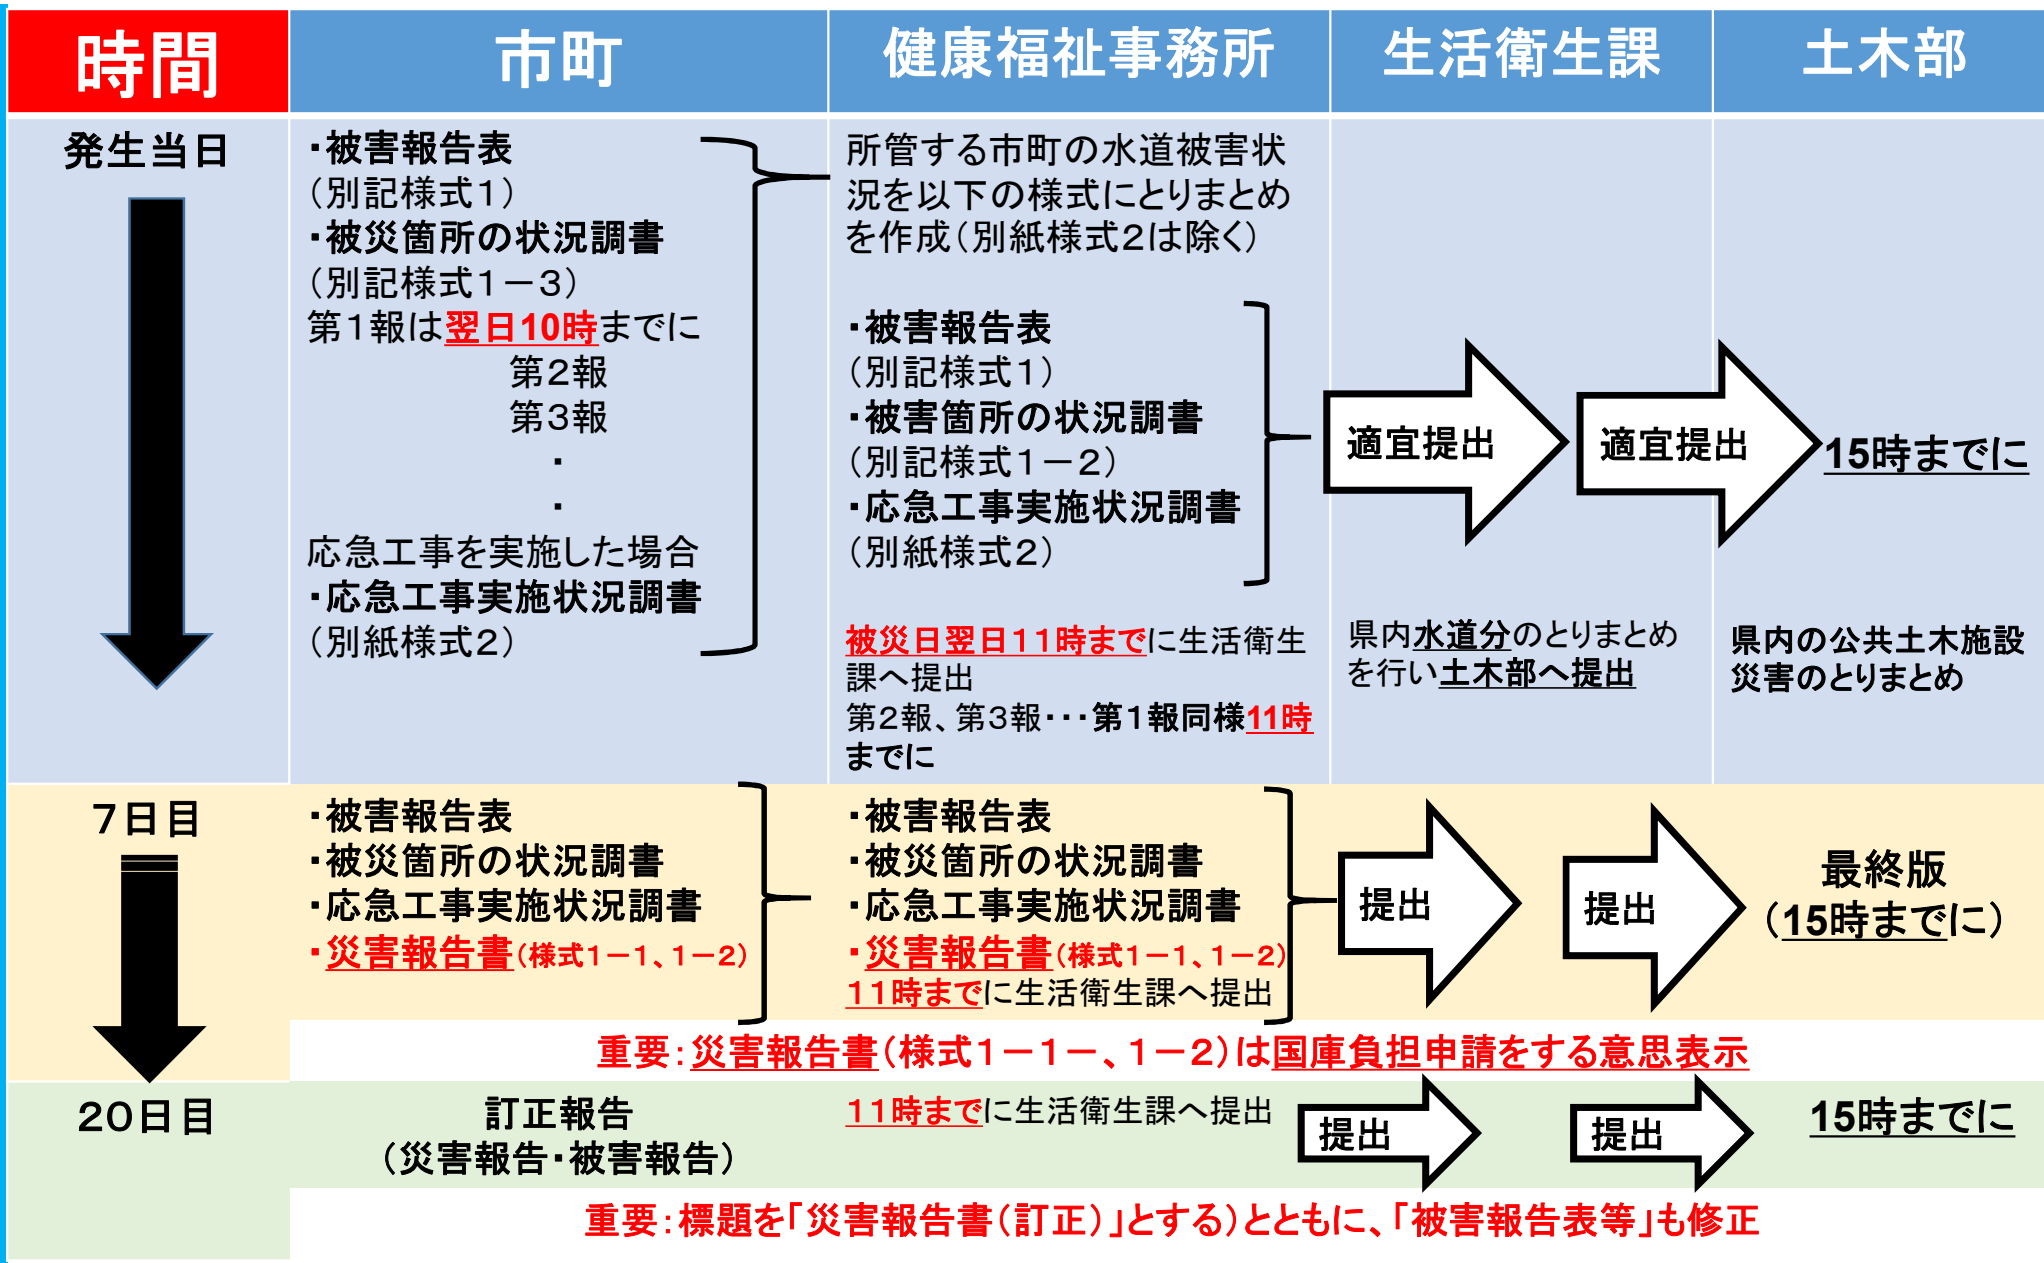 時間
市町
健康福祉事務所
生活衛生課
土木部
発生当日
・被害報告表
（別記様式１）
・被災箇所の状況調書
（別記様式１－３）
第１報は翌日10時までに
第２報
第３報
・
・
応急工事を実施した場合
・応急工事実施状況調書
（別紙様式２）
所管する市町の水道被害状
況を以下の様式にとりまとめ
を作成（別紙様式２は除く）
・被害報告表
（別記様式１）
・被害箇所の状況調書
（別記様式１－２）
・応急工事実施状況調書
（別紙様式２）
被災日翌日１１時までに生活衛生
課へ提出
第２報、第３報・・・第１報同様11時
までに
適宜提出
県内水道分のとりまとめ
を行い土木部へ提出
適宜提出
15時までに
県内の公共土木施設
災害のとりまとめ
７日目
・被害報告表
・被災箇所の状況調書
・応急工事実施状況調書
・災害報告書（様式１－１、１－２）
・被害報告表
・被災箇所の状況調書
・応急工事実施状況調書
・災害報告書（様式１－１、１－２）
１１時までに生活衛生課へ提出
提出
提出
最終版
（15時までに）
重要：災害報告書（様式１－１－、１－２）は国庫負担申請をする意思表示
２０日目
訂正報告
（災害報告・被害報告）
１１時までに生活衛生課へ提出
提出
提出
15時までに
重要：標題を「災害報告書（訂正）」とする）とともに、「被害報告表等」も修正